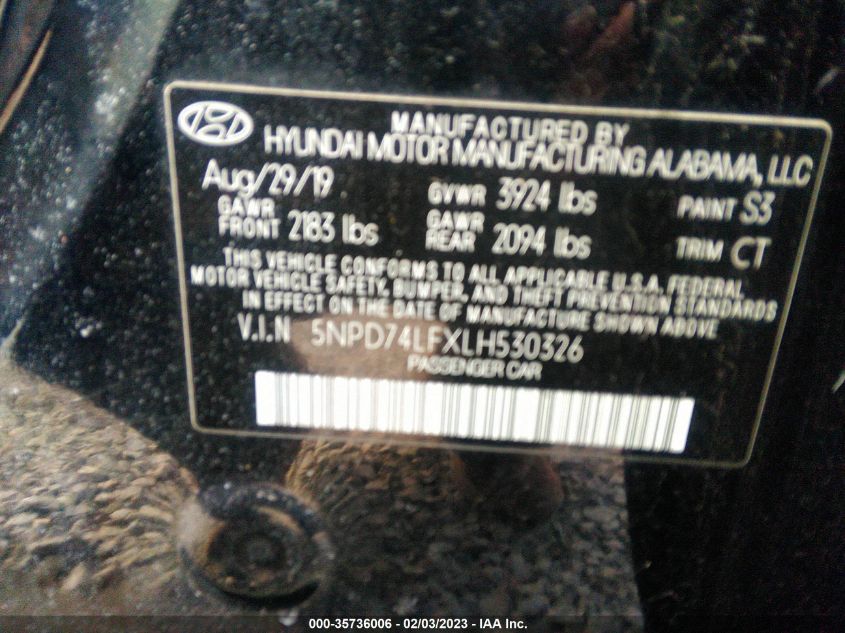 MANUFACTURED BY
HYUNDAI MOTOR MANUFACTURING ALABAMA, LLC
Aug/29/19 GVWR 3924 lbs PAINT S3
GAWR FRONT 2183 lbs GAWR REAR 2094 lbs TRIM CT
THIS VEHICLE CONFORMS TO ALL APPLICABLE U.S.A. FEDERAL
MOTOR VEHICLE SAFETY, BUMPER, AND THEFT PREVENTION STANDARDS
IN EFFECT ON THE DATE OF MANUFACTURE SHOWN ABOVE
V.I.N 5NPD74LFXLH530326
PASSENGER CAR
000-35736006 - 02/03/2023 - IAA Inc.